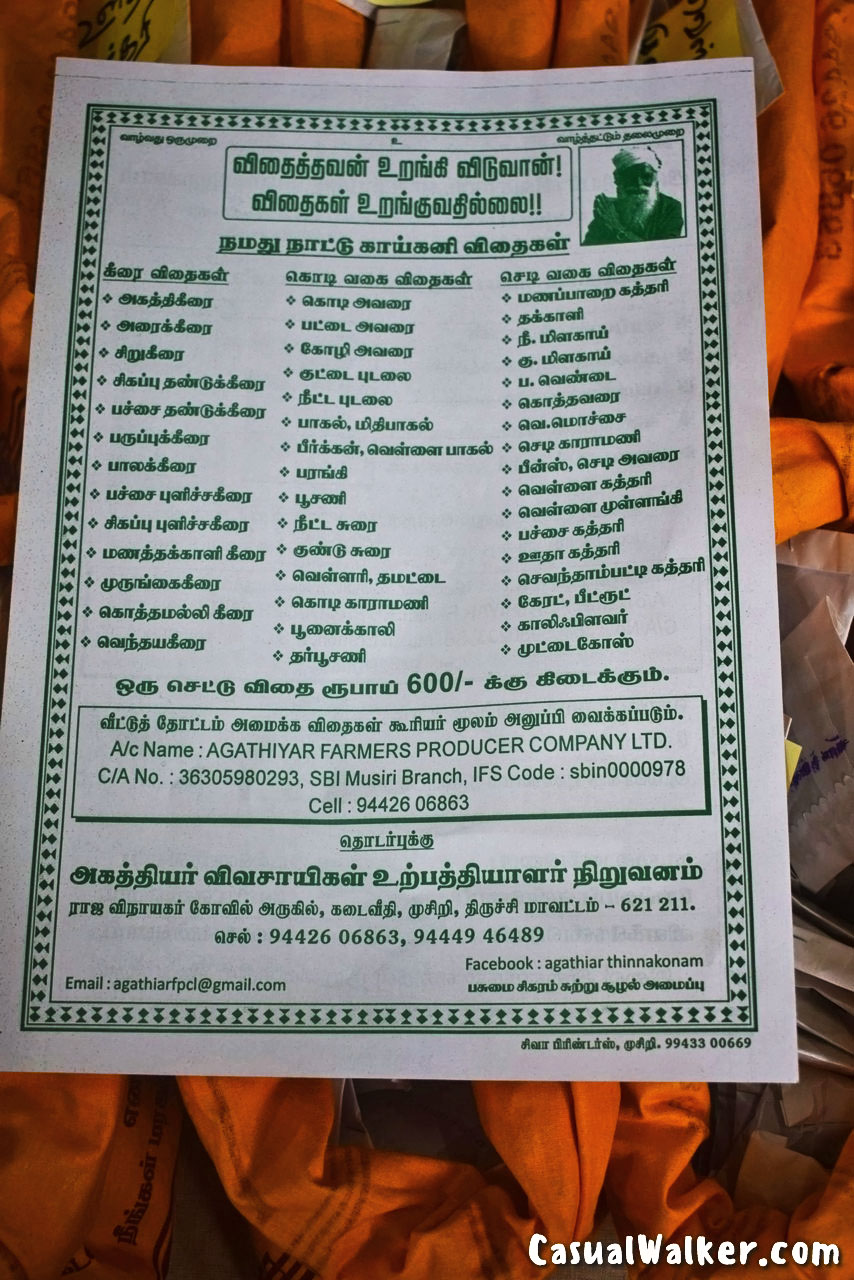 வாழ்வது ஒருமுறை
உ
வாழ்த்தட்டும் தலைமுறை
விதைத்தவன் உறங்கி விடுவான்!
விதைகள் உறங்குவதில்லை!!
நமது நாட்டு காய்கனி விதைகள்
கீரை விதைகள்
❖ அகத்திகீரை
❖ அரைக்கீரை
❖ சிறுகீரை
❖ சிகப்பு தண்டுக்கீரை
❖ பச்சை தண்டுக்கீரை
❖ பருப்புக்கீரை
❖ பாலக்கீரை
❖ பச்சை புளிச்சகீரை
❖ சிகப்பு புளிச்சகீரை
❖ மணத்தக்காளி கீரை
❖ முருங்கைகீரை
❖ கொத்தமல்லி கீரை
❖ வெந்தயகீரை
கொடி வகை விதைகள்
❖ கொடி அவரை
❖ பட்டை அவரை
❖ கோழி அவரை
❖ குட்டை புடலை
❖ நீட்ட புடலை
❖ பாகல், மிதிபாகல்
❖ பீர்க்கன், வெள்ளை பாகல்
❖ பரங்கி
❖ பூசணி
❖ நீட்ட சுரை
❖ குண்டு சுரை
❖ வெள்ளரி, தமட்டை
❖ கொடி காராமணி
❖ பூனைக்காலி
❖ தர்பூசணி
செடி வகை விதைகள்
❖ மணப்பாறை கத்தரி
❖ தக்காளி
❖ நீ. மிளகாய்
❖ கு. மிளகாய்
❖ ப. வெண்டை
❖ கொத்தவரை
❖ வெ.மொச்சை
❖ செடி காராமணி
❖ பீன்ஸ், செடி அவரை
❖ வெள்ளை கத்தரி
❖ வெள்ளை முள்ளங்கி
❖ பச்சை கத்தரி
❖ ஊதா கத்தரி
❖ செவந்தாம்பட்டி கத்தரி
❖ கேரட், பீட்ரூட்
❖ காலிஃபிளவர்
❖ முட்டைகோஸ்
ஒரு செட்டு விதை ரூபாய் 600/- க்கு கிடைக்கும்.
வீட்டுத் தோட்டம் அமைக்க விதைகள் கூரியர் மூலம் அனுப்பி வைக்கப்படும்.
A/c Name : AGATHIYAR FARMERS PRODUCER COMPANY LTD.
C/A No. : 36305980293, SBI Musiri Branch, IFS Code : sbin0000978
Cell : 94426 06863
தொடர்புக்கு
அகத்தியர் விவசாயிகள் உற்பத்தியாளர் நிறுவனம்
ராஜ விநாயகர் கோவில் அருகில், கடைவீதி, முசிறி, திருச்சி மாவட்டம் – 621 211.
செல் : 94426 06863, 94449 46489
Email : agathiarfpcl@gmail.com
Facebook : agathiar thinnakonam
பசுமை சிகரம் சுற்று சூழல் அமைப்பு
சிவா பிரிண்டர்ஸ், முசிறி. 99433 00669
நீங்கள்
CasualWalker.com